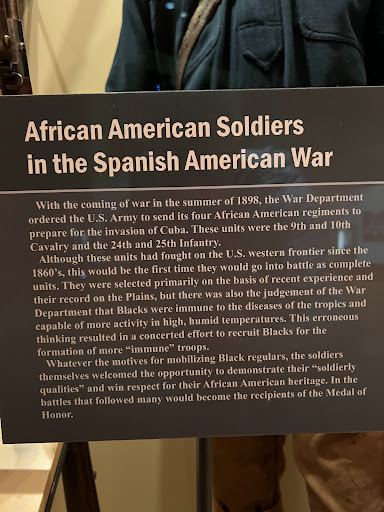 African American Soldiers
in the Spanish American War
With the coming of war in the summer of 1898, the War Department
ordered the U.S. Army to send its four African American regiments to
prepare for the invasion of Cuba. These units were the 9th and 10th
Cavalry and the 24th and 25th Infantry.
Although these units had fought on the U.S. western frontier since the
1860's, this would be the first time they would go into battle as complete
units. They were selected primarily on the basis of recent experience and
their record on the Plains, but there was also the judgement of the War
Department that Blacks were immune to the diseases of the tropics and
capable of more activity in high, humid temperatures. This erroneous
thinking resulted in a concerted effort to recruit Blacks for the
formation of more “immune” troops.
Whatever the motives for mobilizing Black regulars, the soldiers
themselves welcomed the opportunity to demonstrate their “soldierly
qualities” and win respect for their African American heritage. In the
battles that followed many would become the recipients of the Medal of
Honor.